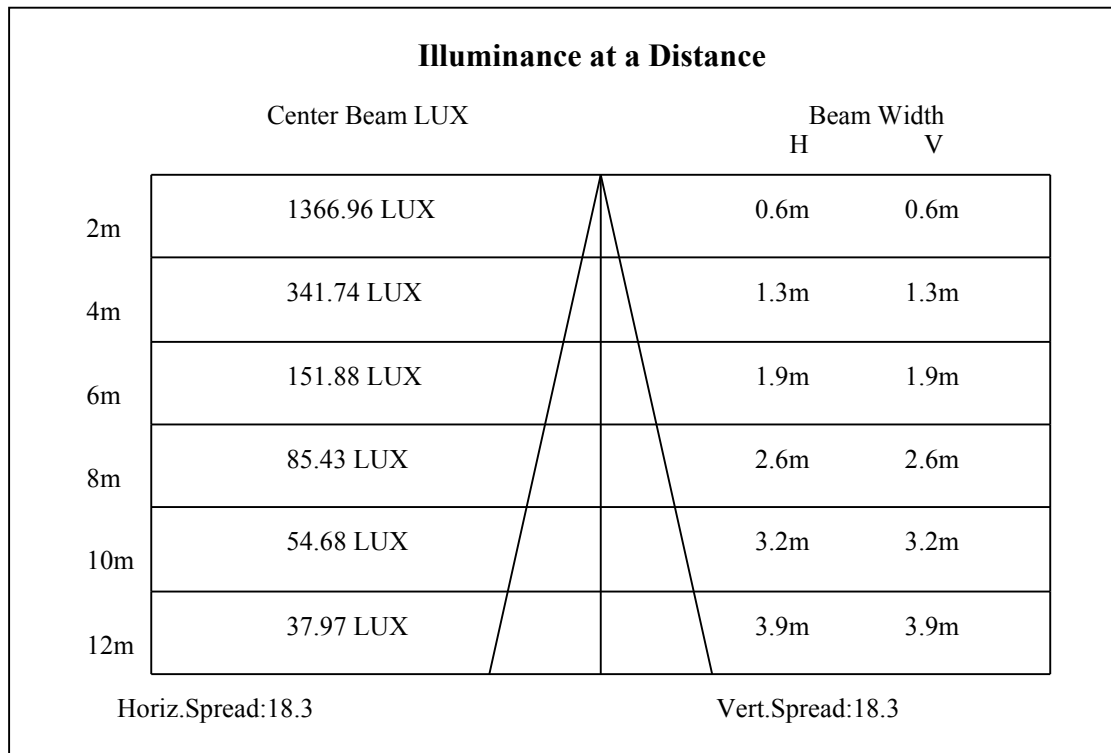 Illuminance at a Distance
Center Beam LUX Beam Width
H V
2m 1366.96 LUX 0.6m 0.6m
4m 341.74 LUX 1.3m 1.3m
6m 151.88 LUX 1.9m 1.9m
8m 85.43 LUX 2.6m 2.6m
10m 54.68 LUX 3.2m 3.2m
12m 37.97 LUX 3.9m 3.9m
Horiz.Spread:18.3 Vert.Spread:18.3